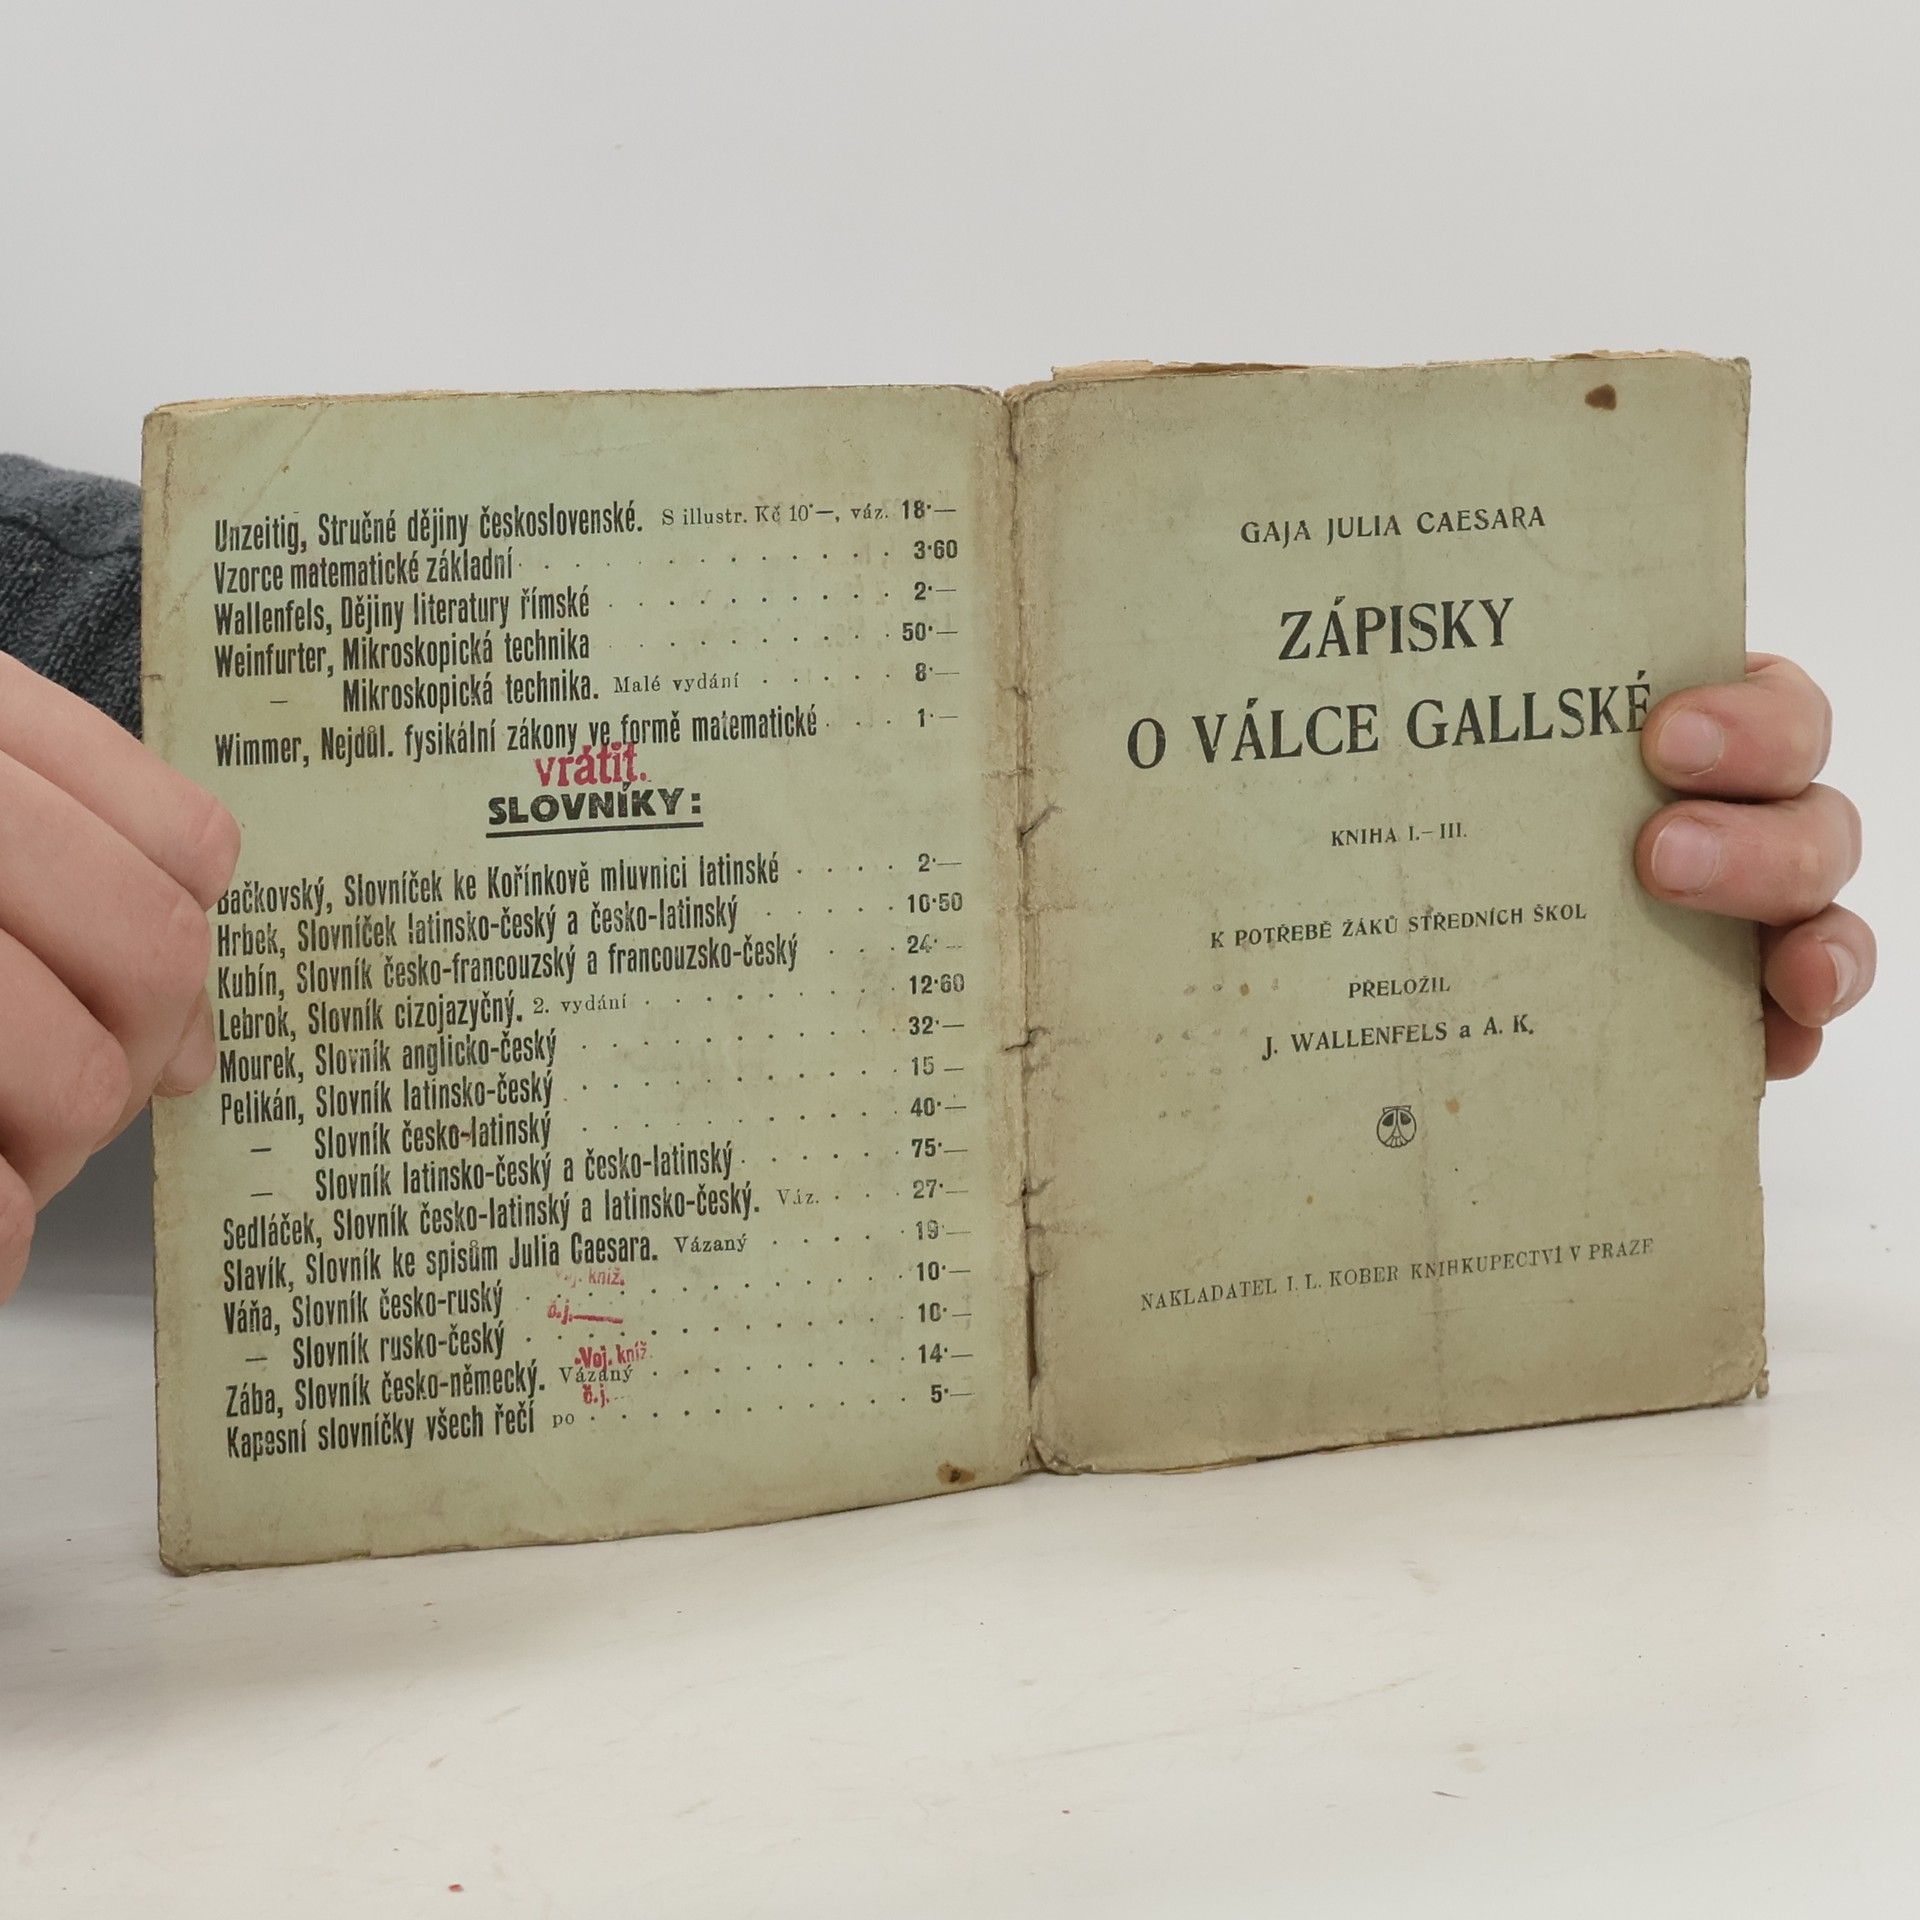 Unzeitig, Stručné dějiny československé. S illustr. Kč 10·—, váz. 18·—
Vzorce matematické základní . . . . . . . . . . 3·60
Wallenfels, Dějiny literatury římské . . . . . . . . 2·—
Weinfurter, Mikroskopická technika . . . . . . . . 50·—
— Mikroskopická technika. Malé vydání . . . . . 8·—
Wimmer, Nejdůl. fysikální zákony ve formě matematické . . . 1·—
vrátit.
SLOVNÍKY:
Bačkovský, Slovníček ke Kořínkově mluvnici latinské . . . . 2·—
Hrbek, Slovníček latinsko-český a česko-latinský . . . . . 10·50
Kubín, Slovník česko-francouzský a francouzsko-český . . . 24·—
Lebrok, Slovník cizojazyčný. 2. vydání . . . . . . . 12·60
Mourek, Slovník anglicko-český . . . . . . . . . 32·—
Pelikán, Slovník latinsko-český . . . . . . . . . 15 —
— Slovník česko-latinský . . . . . . . . . 40·—
— Slovník latinsko-český a česko-latinský . . . . . 75·—
Sedláček, Slovník česko-latinský a latinsko-český. Váz. . . . 27·—
Slavík, Slovník ke spisům Julia Caesara. Vázaný . . . . . 19·—
Voj. kniž.
Váňa, Slovník česko-ruský . . . . . . . . . . . 10·—
č.j.
— Slovník rusko-český . . . . . . . . . . . 10·—
Voj. kniž.
Zába, Slovník česko-německý. Vázaný . . . . . . . 14·—
č.j.
Kapesní slovníčky všech řečí po . . . . . . . . . 5·—
GAJA JULIA CAESARA
ZÁPISKY
O VÁLCE GALLSKÉ
KNIHA I.—III.
K POTŘEBĚ ŽÁKŮ STŘEDNÍCH ŠKOL
PŘELOŽIL
J. WALLENFELS a A. K.
NAKLADATEL I. L. KOBER KNIHKUPECTVÍ V PRAZE